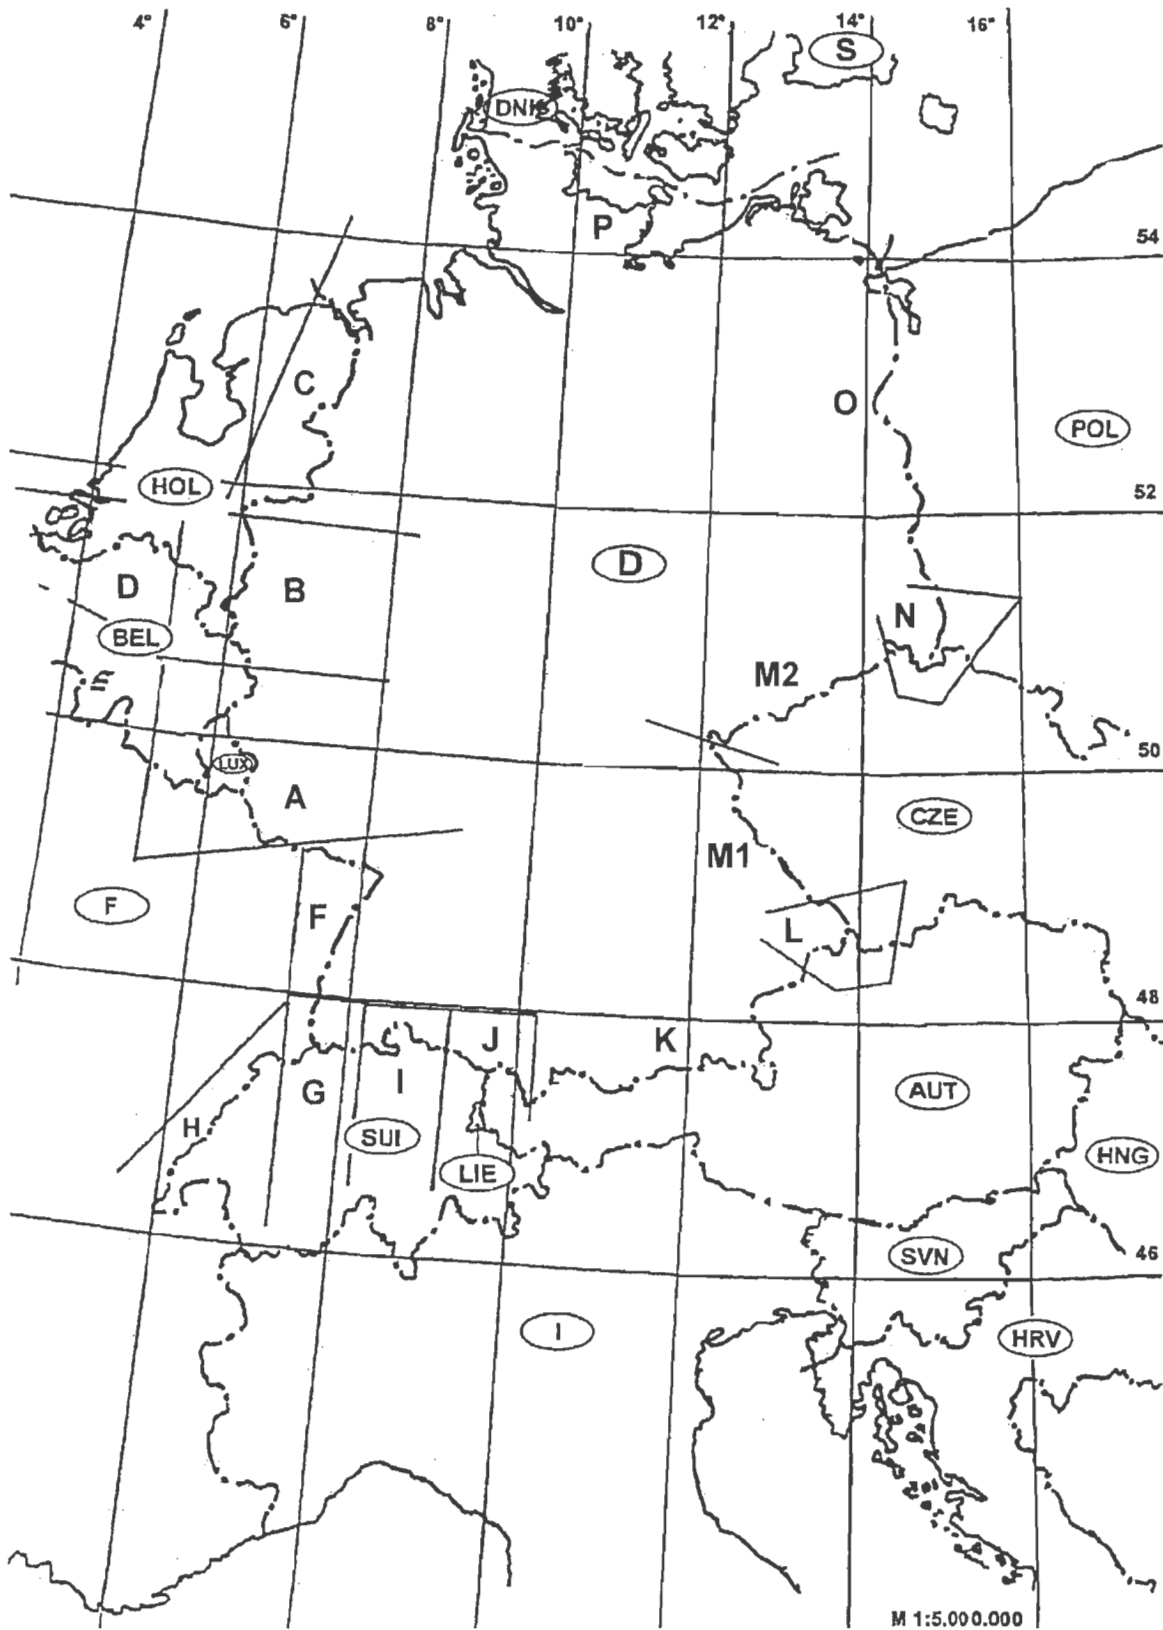 4° 6° 8° 10° 12° 14° 16°
S
DNK
P
54
C
O
POL
HOL
52
D
D
B
N
BEL
M2
50
LUX
A
CZE
M1
F
F
L
48
J
K
I
G
AUT
H
SUI
HNG
LIE
SVN
46
I
HRV
M 1:5.000.000